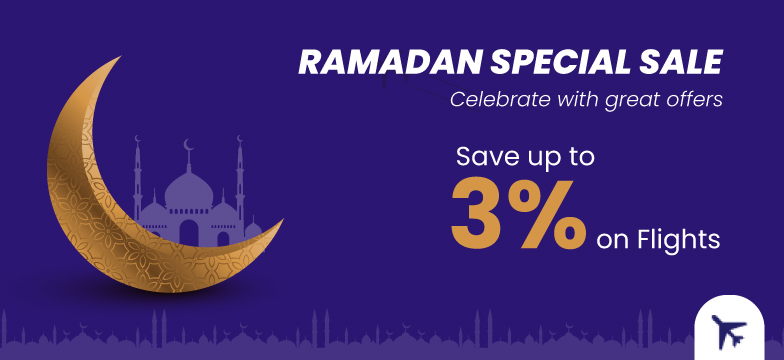 RAMADAN SPECIAL SALE
Celebrate with great offers
Save up to
3% on Flights